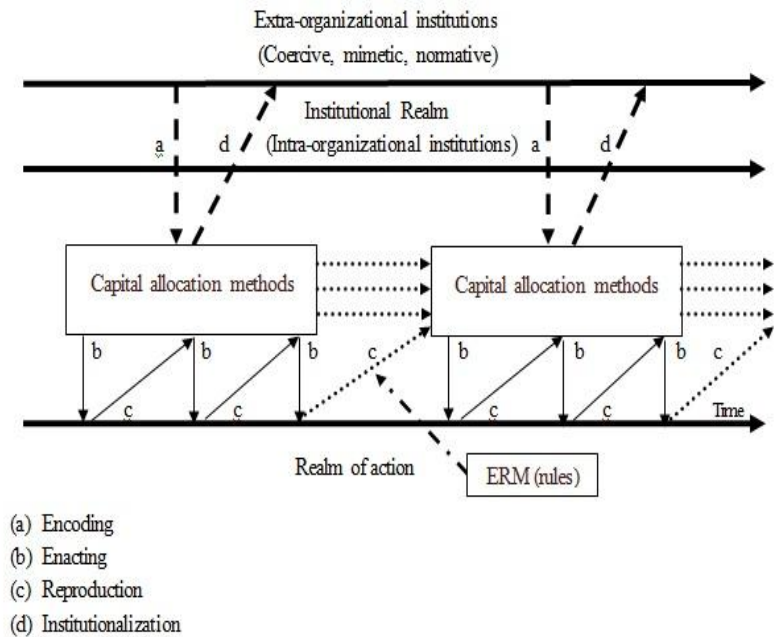 Extra-organizational institutions
(Coercive, mimetic, normative)
Institutional Realm
a d (Intra-organizational institutions) a d
Capital allocation methods Capital allocation methods
b b b c b b b c
c c c c Time
Realm of action
ERM (rules)
(a) Encoding
(b) Enacting
(c) Reproduction
(d) Institutionalization